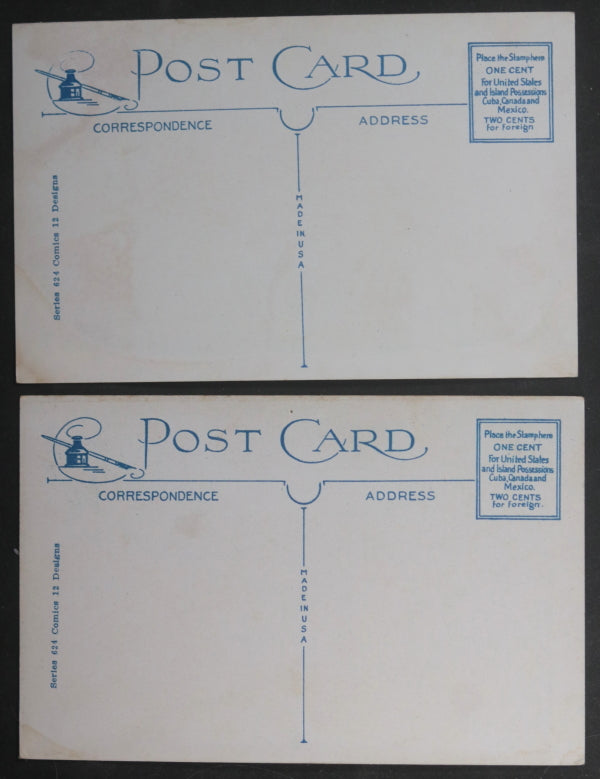 POST CARD
Place the Stamp here
ONE CENT
For United States
and Island Possessions
Cuba, Canada and
Mexico.
TWO CENTS
for foreign
CORRESPONDENCE
ADDRESS
MADE IN USA
Series 624 Comics 12 Designs
POST CARD
Place the Stamp here
ONE CENT
For United States
and Island Possessions
Cuba, Canada and
Mexico.
TWO CENTS
for foreign.
CORRESPONDENCE
ADDRESS
MADE IN USA
Series 624 Comics 12 Designs